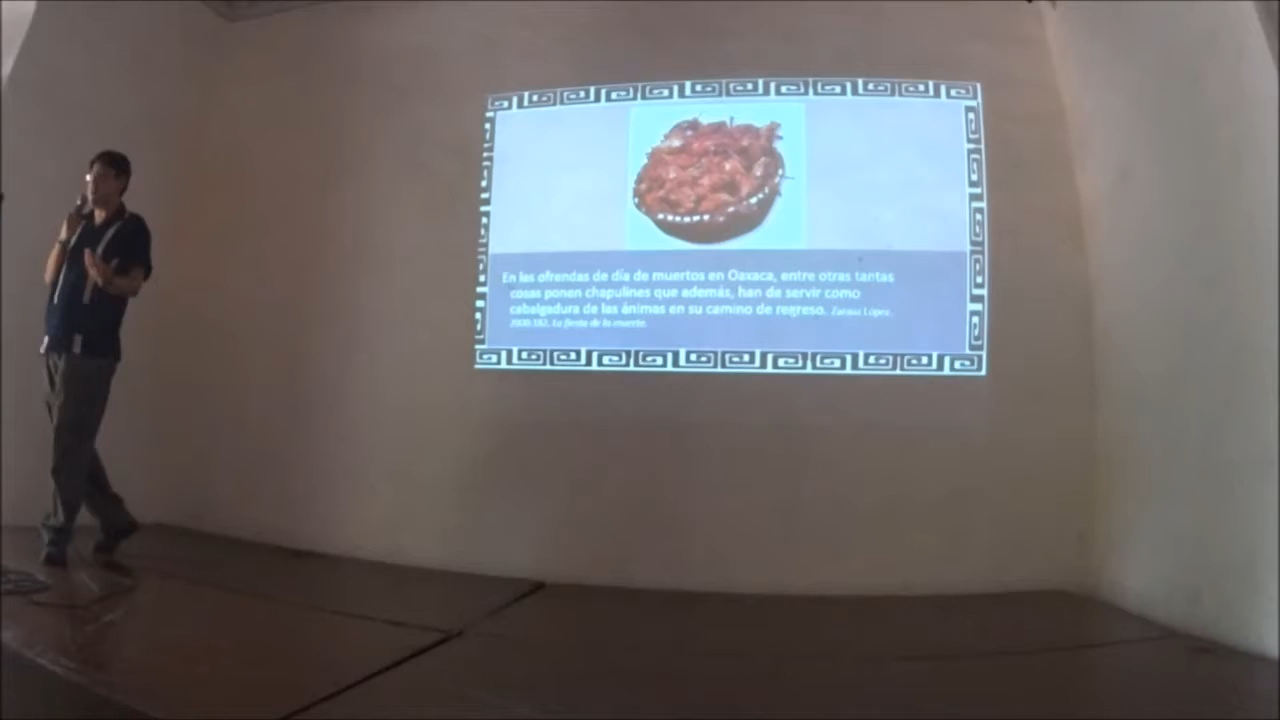 En las ofrendas de día de muertos en Oaxaca, entre otras tantas
cosas ponen chapulines que además, han de servir como
cabalgadura de las ánimas en su camino de regreso. López.
La fiesta de la muerte.